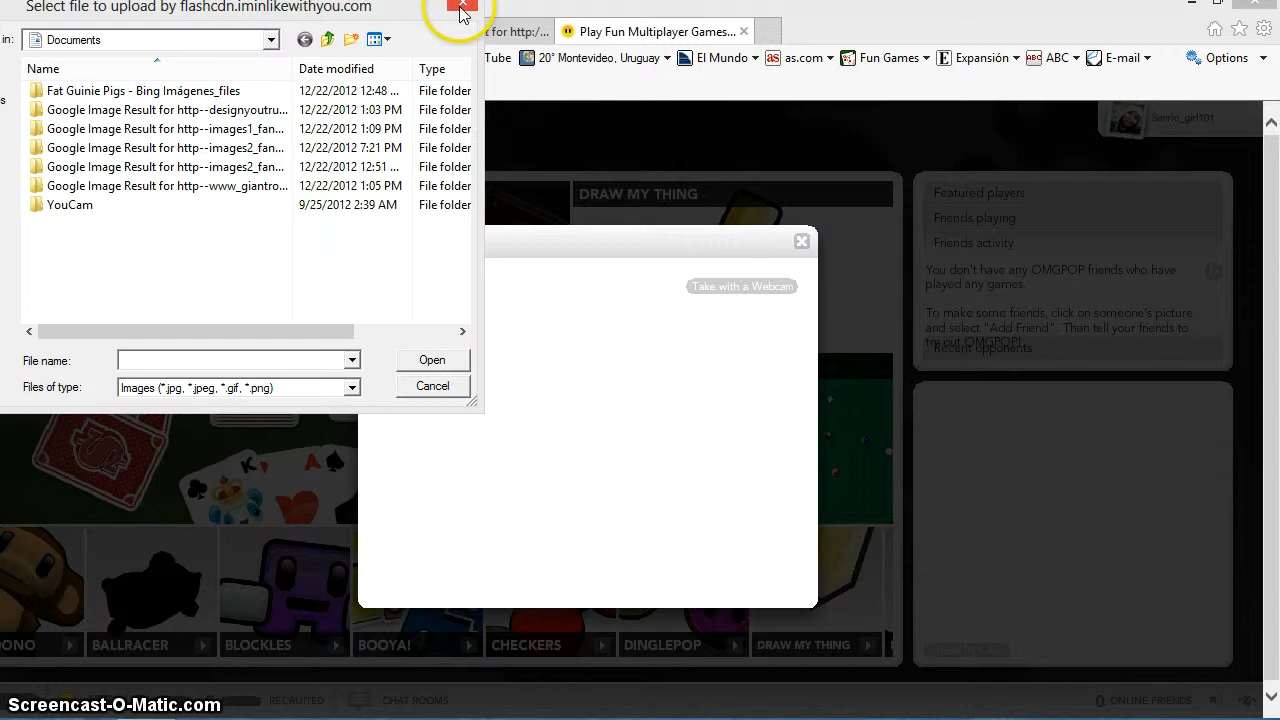 Select file to upload by flashcdn.iminlikewithyou.com
in: Documents
Name Date modified Type
Fat Guinie Pigs - Bing Imágenes_files 12/22/2012 12:48 ... File folder
Google Image Result for http--designyoutru... 12/22/2012 1:03 PM File folder
Google Image Result for http--images1_fan... 12/22/2012 1:09 PM File folder
Google Image Result for http--images2_fan... 12/22/2012 7:21 PM File folder
Google Image Result for http--images2_fan... 12/22/2012 12:51 ... File folder
Google Image Result for http--www_giantro... 12/22/2012 1:05 PM File folder
YouCam 9/25/2012 2:39 AM File folder
File name: Open
Files of type: Images (*.jpg, *.jpeg, *.gif, *.png) Cancel
t for http:/... Play Fun Multiplayer Games...
Tube 20° Montevideo, Uruguay El Mundo as as.com Fun Games E Expansión ABC ABC E-mail Options
Sanrio_girl101
DRAW MY THING
Take with a Webcam
Featured players
Friends playing
Friends activity
You don't have any OMGPOP friends who have
played any games.
To make some friends, click on someone's picture
and select "Add Friend". Then tell your friends to
try out OMGPOP!
Recent opponents
K A
ONO BALLRACER BLOCKLES BOOYA! CHECKERS DINGLEPOP DRAW MY THING
RECRUITED CHAT ROOMS 0 ONLINE FRIENDS
Screencast-O-Matic.com